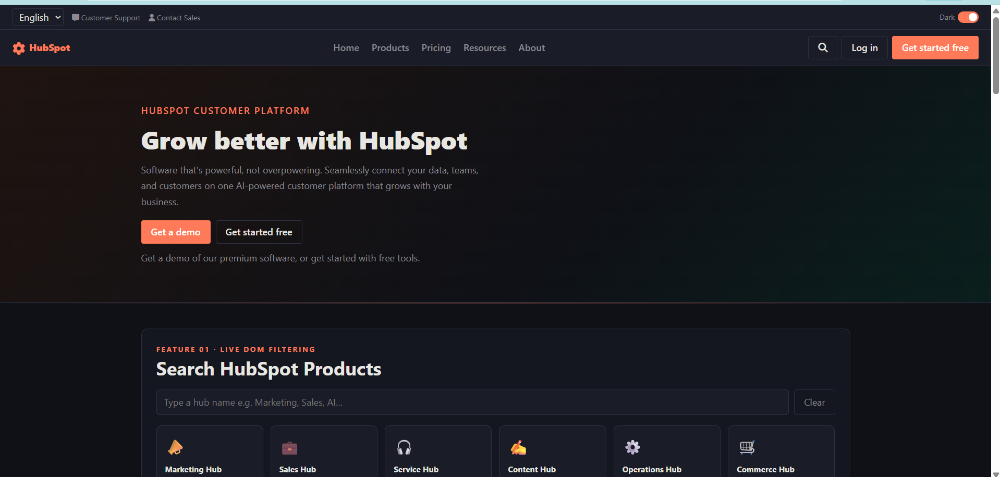 English
Customer Support
Contact Sales
Dark
HubSpot
Home
Products
Pricing
Resources
About
Log in
Get started free
HUBSPOT CUSTOMER PLATFORM
Grow better with HubSpot
Software that's powerful, not overpowering. Seamlessly connect your data, teams,
and customers on one AI-powered customer platform that grows with your
business.
Get a demo
Get started free
Get a demo of our premium software, or get started with free tools.
FEATURE 01 · LIVE DOM FILTERING
Search HubSpot Products
Type a hub name e.g. Marketing, Sales, AI...
Clear
Marketing Hub
Sales Hub
Service Hub
Content Hub
Operations Hub
Commerce Hub